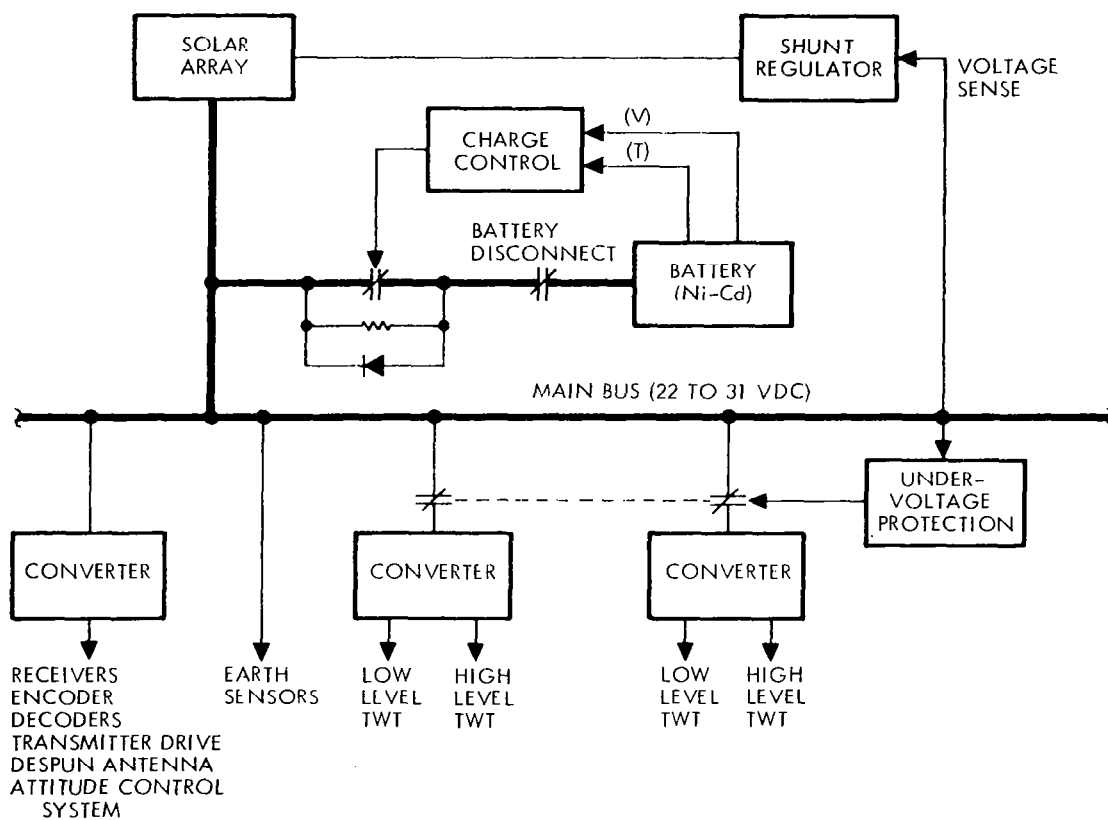 SOLAR
ARRAY
SHUNT
REGULATOR
VOLTAGE
SENSE
CHARGE
CONTROL
(V)
(T)
BATTERY
DISCONNECT
BATTERY
(Ni-Cd)
MAIN BUS (22 TO 31 VDC)
UNDER-
VOLTAGE
PROTECTION
CONVERTER
CONVERTER
CONVERTER
RECEIVERS
ENCODER
DECODERS
TRANSMITTER DRIVE
DESPUN ANTENNA
ATTITUDE CONTROL
SYSTEM
EARTH
SENSORS
LOW
LEVEL
TWT
HIGH
LEVEL
TWT
LOW
LEVEL
TWT
HIGH
LEVEL
TWT